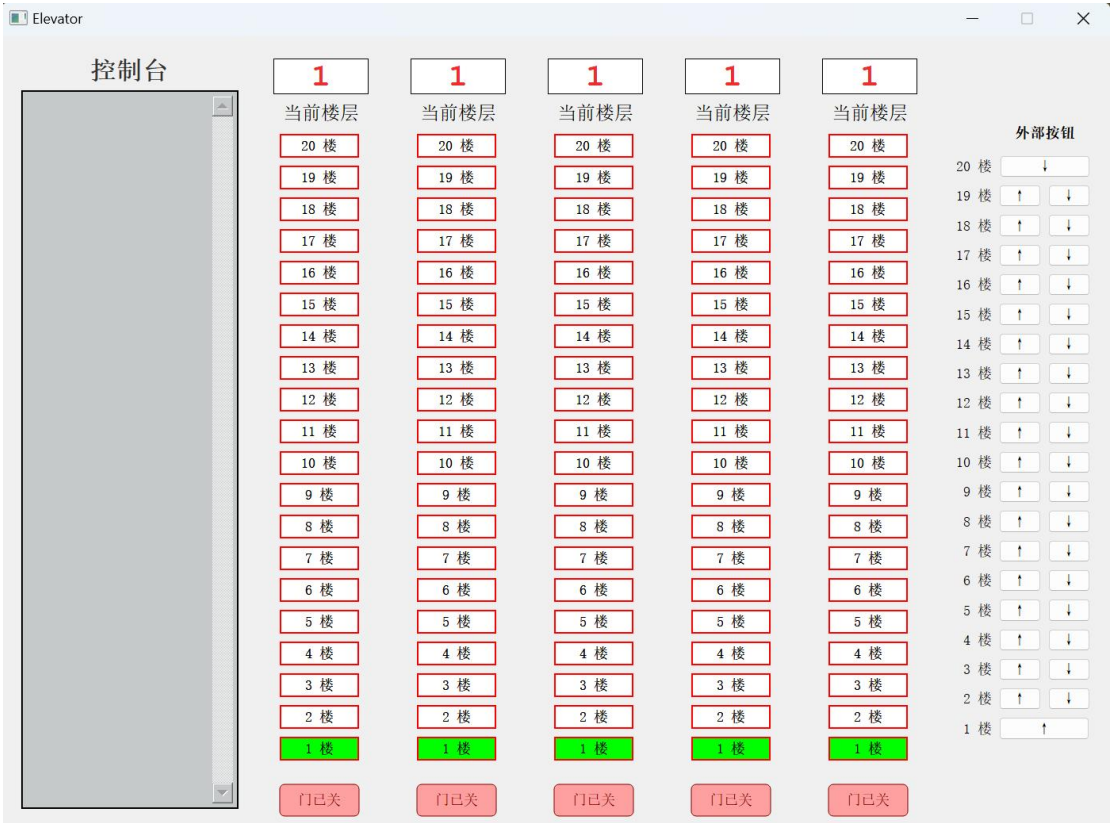 Elevator
控制台
1 1 1 1 1
当前楼层 当前楼层 当前楼层 当前楼层 当前楼层
外部按钮
20 楼 20 楼 20 楼 20 楼 20 楼 20 楼 ↓
19 楼 19 楼 19 楼 19 楼 19 楼 19 楼 ↑ ↓
18 楼 18 楼 18 楼 18 楼 18 楼 18 楼 ↑ ↓
17 楼 17 楼 17 楼 17 楼 17 楼 17 楼 ↑ ↓
16 楼 16 楼 16 楼 16 楼 16 楼 16 楼 ↑ ↓
15 楼 15 楼 15 楼 15 楼 15 楼 15 楼 ↑ ↓
14 楼 14 楼 14 楼 14 楼 14 楼 14 楼 ↑ ↓
13 楼 13 楼 13 楼 13 楼 13 楼 13 楼 ↑ ↓
12 楼 12 楼 12 楼 12 楼 12 楼 12 楼 ↑ ↓
11 楼 11 楼 11 楼 11 楼 11 楼 11 楼 ↑ ↓
10 楼 10 楼 10 楼 10 楼 10 楼 10 楼 ↑ ↓
9 楼 9 楼 9 楼 9 楼 9 楼 9 楼 ↑ ↓
8 楼 8 楼 8 楼 8 楼 8 楼 8 楼 ↑ ↓
7 楼 7 楼 7 楼 7 楼 7 楼 7 楼 ↑ ↓
6 楼 6 楼 6 楼 6 楼 6 楼 6 楼 ↑ ↓
5 楼 5 楼 5 楼 5 楼 5 楼 5 楼 ↑ ↓
4 楼 4 楼 4 楼 4 楼 4 楼 4 楼 ↑ ↓
3 楼 3 楼 3 楼 3 楼 3 楼 3 楼 ↑ ↓
2 楼 2 楼 2 楼 2 楼 2 楼 2 楼 ↑ ↓
1 楼 1 楼 1 楼 1 楼 1 楼 1 楼 ↑
门已关 门已关 门已关 门已关 门已关